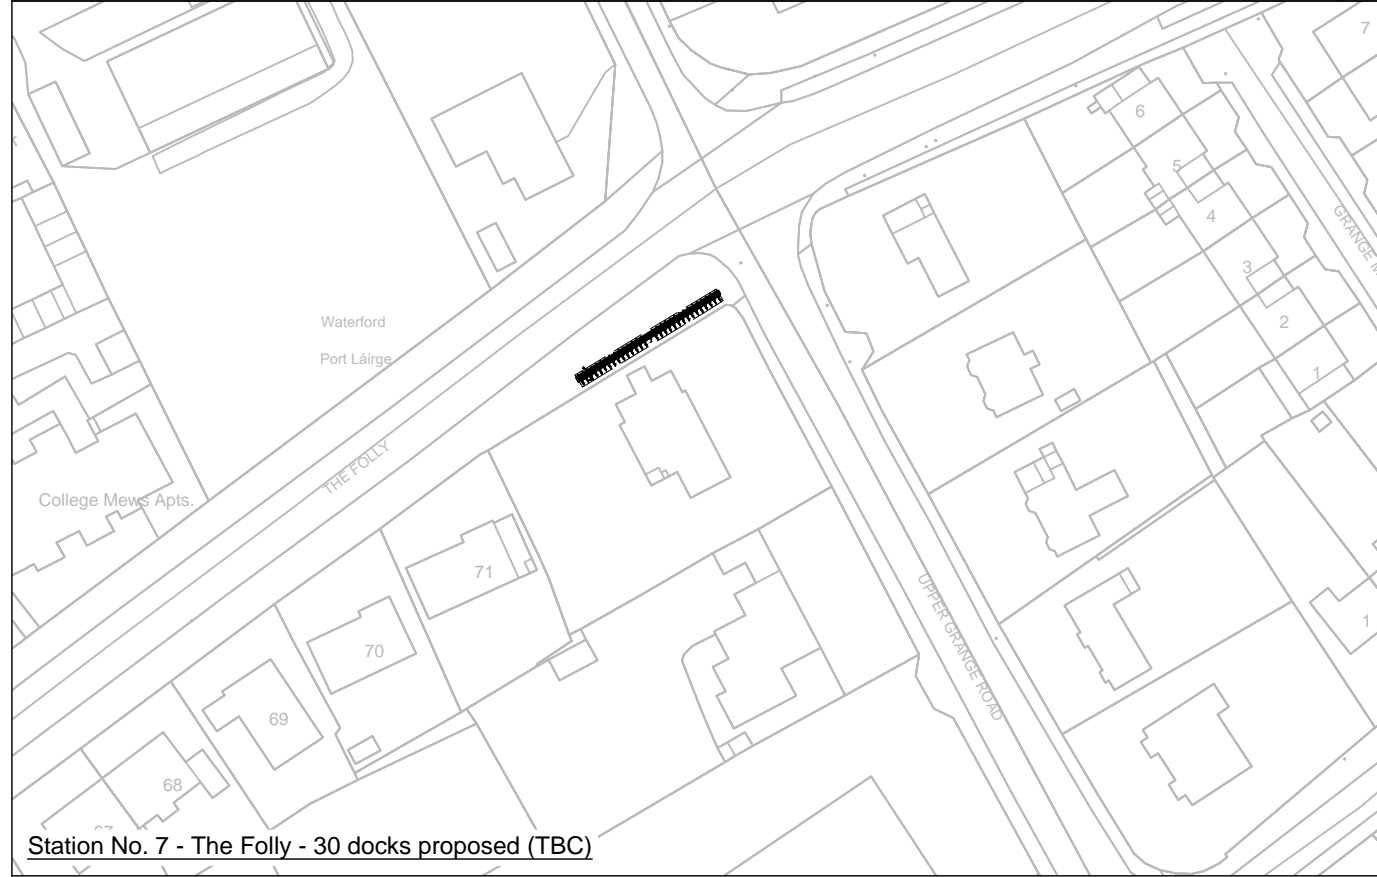 7
6
5
4
GRANGE M
3
2
1
Waterford
Port Láirge
THE FOLLY
College Mews Apts.
71
UPPER GRANGE ROAD
1
70
69
68
Station No. 7 - The Folly - 30 docks proposed (TBC)